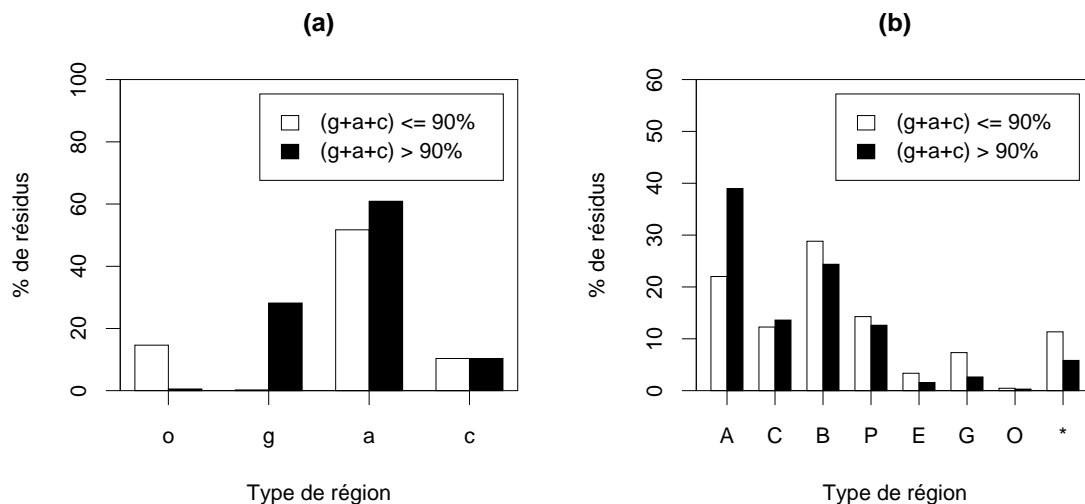 (a)
% de résidus
100
80
60
40
20
0
(g+a+c) <= 90%
(g+a+c) > 90%
o g a c
Type de région
(b)
% de résidus
60
50
40
30
20
10
0
(g+a+c) <= 90%
(g+a+c) > 90%
A C B P E G O *
Type de région